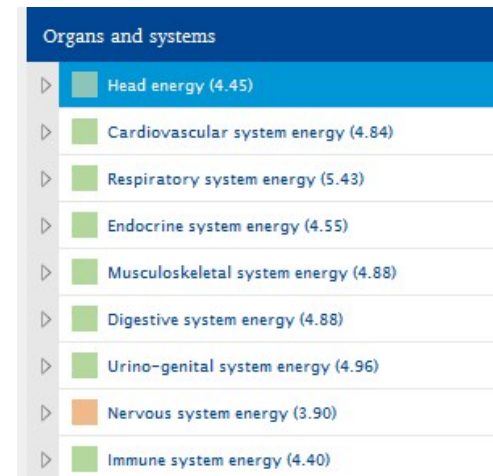 Organs and systems
Head energy (4.45)
Cardiovascular system energy (4.84)
Respiratory system energy (5.43)
Endocrine system energy (4.55)
Musculoskeletal system energy (4.88)
Digestive system energy (4.88)
Urino-genital system energy (4.96)
Nervous system energy (3.90)
Immune system energy (4.40)